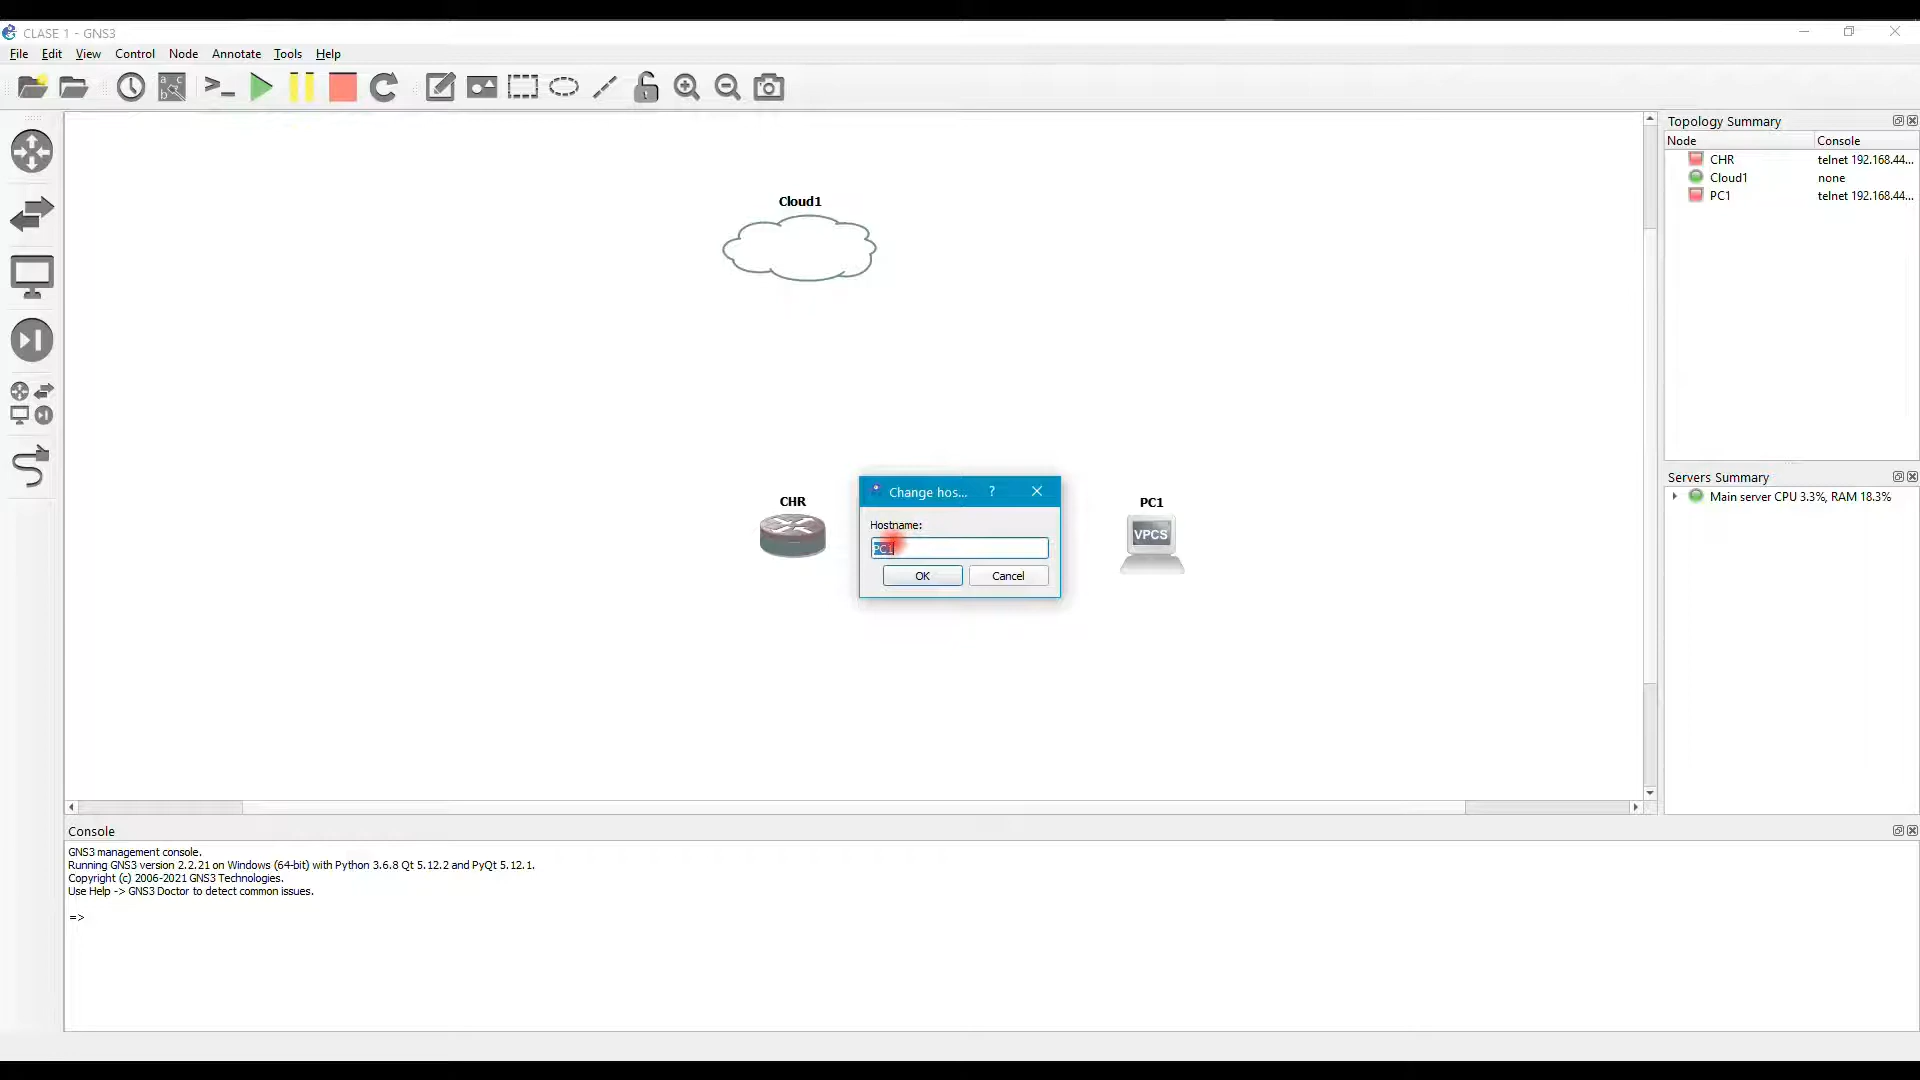 CLASE 1 - GNS3
File Edit View Control Node Annotate Tools Help
Topology Summary
Node Console
CHR telnet 192.168.44...
Cloud1 none
PC1 telnet 192.168.44...
Cloud1
CHR
PC1
VPCS
Change hos...
?
Hostname:
PC1
OK Cancel
Servers Summary
Main server CPU 3.3%, RAM 18.3%
Console
GNS3 management console.
Running GNS3 version 2.2.21 on Windows (64-bit) with Python 3.6.8 Qt 5.12.2 and PyQt 5.12.1.
Copyright (c) 2006-2021 GNS3 Technologies.
Use Help -> GNS3 Doctor to detect common issues.
=>